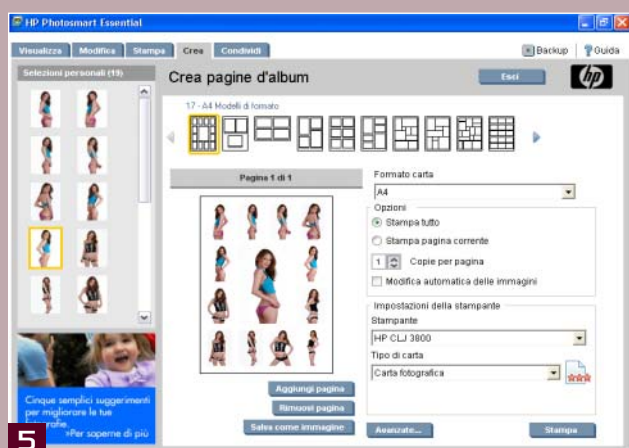 HP Photosmart Essential
Visualizza Modifica Stampa Crea Condividi Backup Guida
Selezioni personali (19)
Crea pagine d'album
Esci
hp
17 - A4 Modelli di formato
Pagina 1 di 1
Formato carta
A4
Opzioni
Stampa tutto
Stampa pagina corrente
1 Copie per pagina
Modifica automatica delle immagini
Impostazioni della stampante
Stampante
HP CLJ 3800
Tipo di carta
Carta fotografica
Aggiungi pagina
Rimuovi pagina
Salva come immagine
Avanzate...
Stampa
Cinque semplici suggerimenti
per migliorare le tue
fotografie.
>Per saperne di più
5